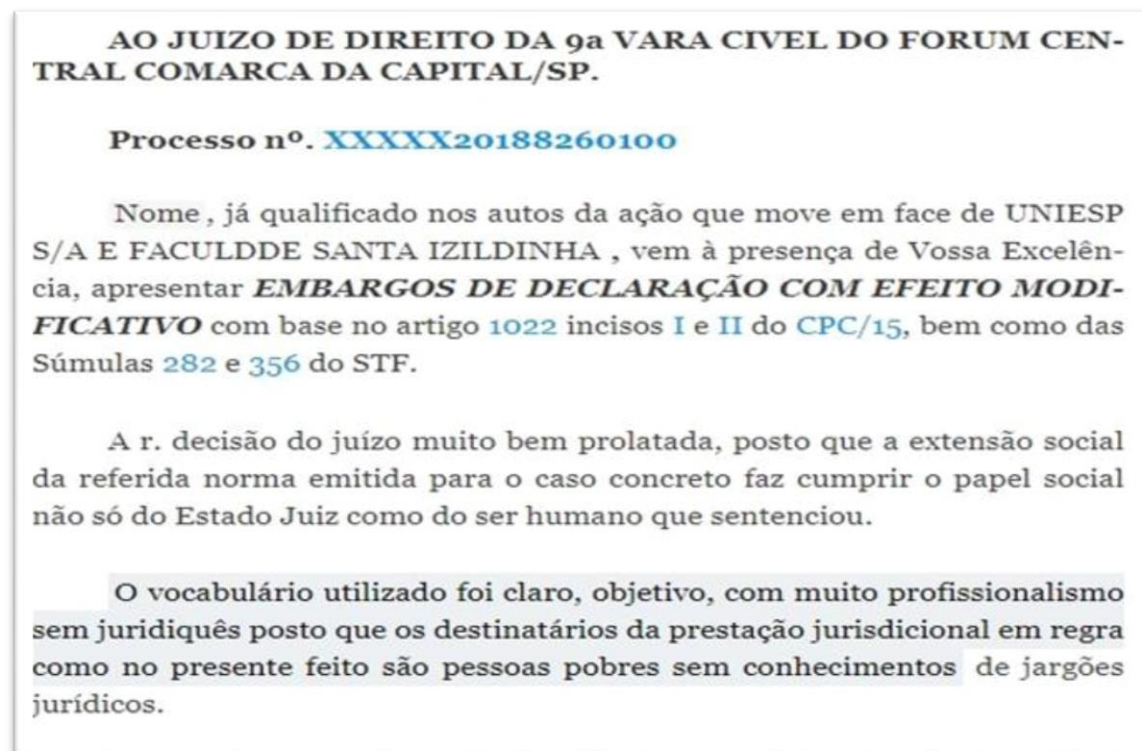 AO JUIZO DE DIREITO DA 9a VARA CIVEL DO FORUM CEN-
TRAL COMARCA DA CAPITAL/SP.
Processo nº. XXXXX20188260100
Nome , já qualificado nos autos da ação que move em face de UNIESP
S/A E FACULDDE SANTA IZILDINHA , vem à presença de Vossa Excelên-
cia, apresentar EMBARGOS DE DECLARAÇÃO COM EFEITO MODI-
FICATIVO com base no artigo 1022 incisos I e II do CPC/15, bem como das
Súmulas 282 e 356 do STF.
A r. decisão do juízo muito bem prolatada, posto que a extensão social
da referida norma emitida para o caso concreto faz cumprir o papel social
não só do Estado Juiz como do ser humano que sentenciou.
O vocabulário utilizado foi claro, objetivo, com muito profissionalismo
sem juridiquês posto que os destinatários da prestação jurisdicional em regra
como no presente feito são pessoas pobres sem conhecimentos de jargões
jurídicos.